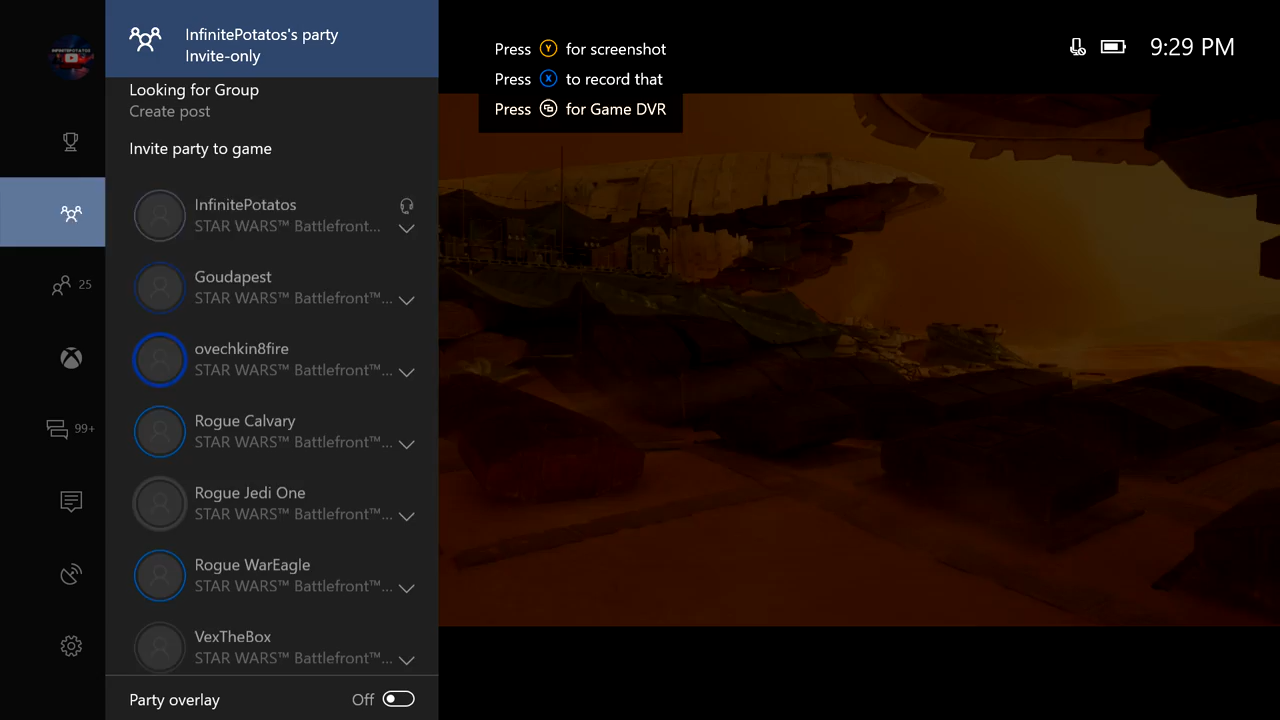 InfinitePotatos's party
Invite-only
Looking for Group
Create post
Invite party to game
InfinitePotatos
STAR WARS™ Battlefront...
Goudapest
STAR WARS™ Battlefront™...
ovechkin8fire
STAR WARS™ Battlefront™...
Rogue Calvary
STAR WARS™ Battlefront™...
Rogue Jedi One
STAR WARS™ Battlefront™...
Rogue WarEagle
STAR WARS™ Battlefront™...
VexTheBox
STAR WARS™ Battlefront™...
Party overlay Off
25
99+
Press Y for screenshot
Press X to record that
Press for Game DVR
9:29 PM